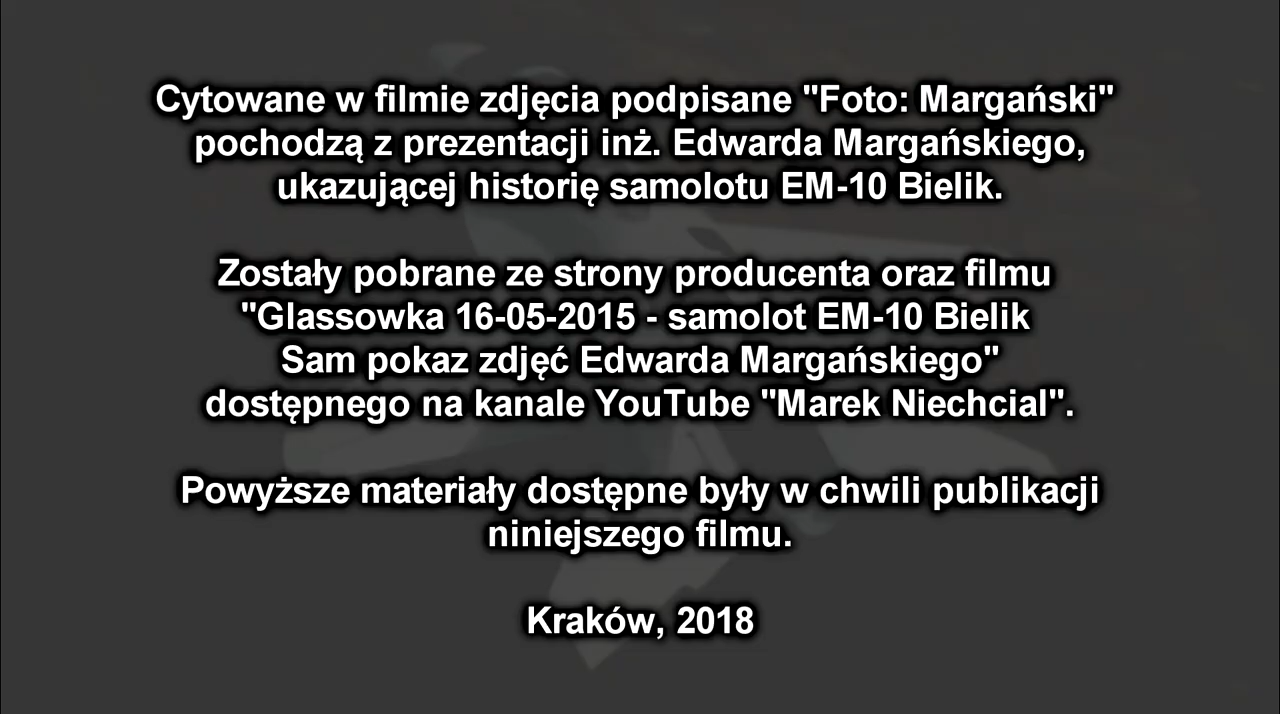 Cytowane w filmie zdjęcia podpisane "Foto: Margański"
pochodzą z prezentacji inż. Edwarda Margańskiego,
ukazującej historię samolotu EM-10 Bielik.
Zostały pobrane ze strony producenta oraz filmu
"Glassowka 16-05-2015 - samolot EM-10 Bielik
Sam pokaz zdjęć Edwarda Margańskiego"
dostępnego na kanale YouTube "Marek Niechcial".
Powyższe materiały dostępne były w chwili publikacji
niniejszego filmu.
Kraków, 2018